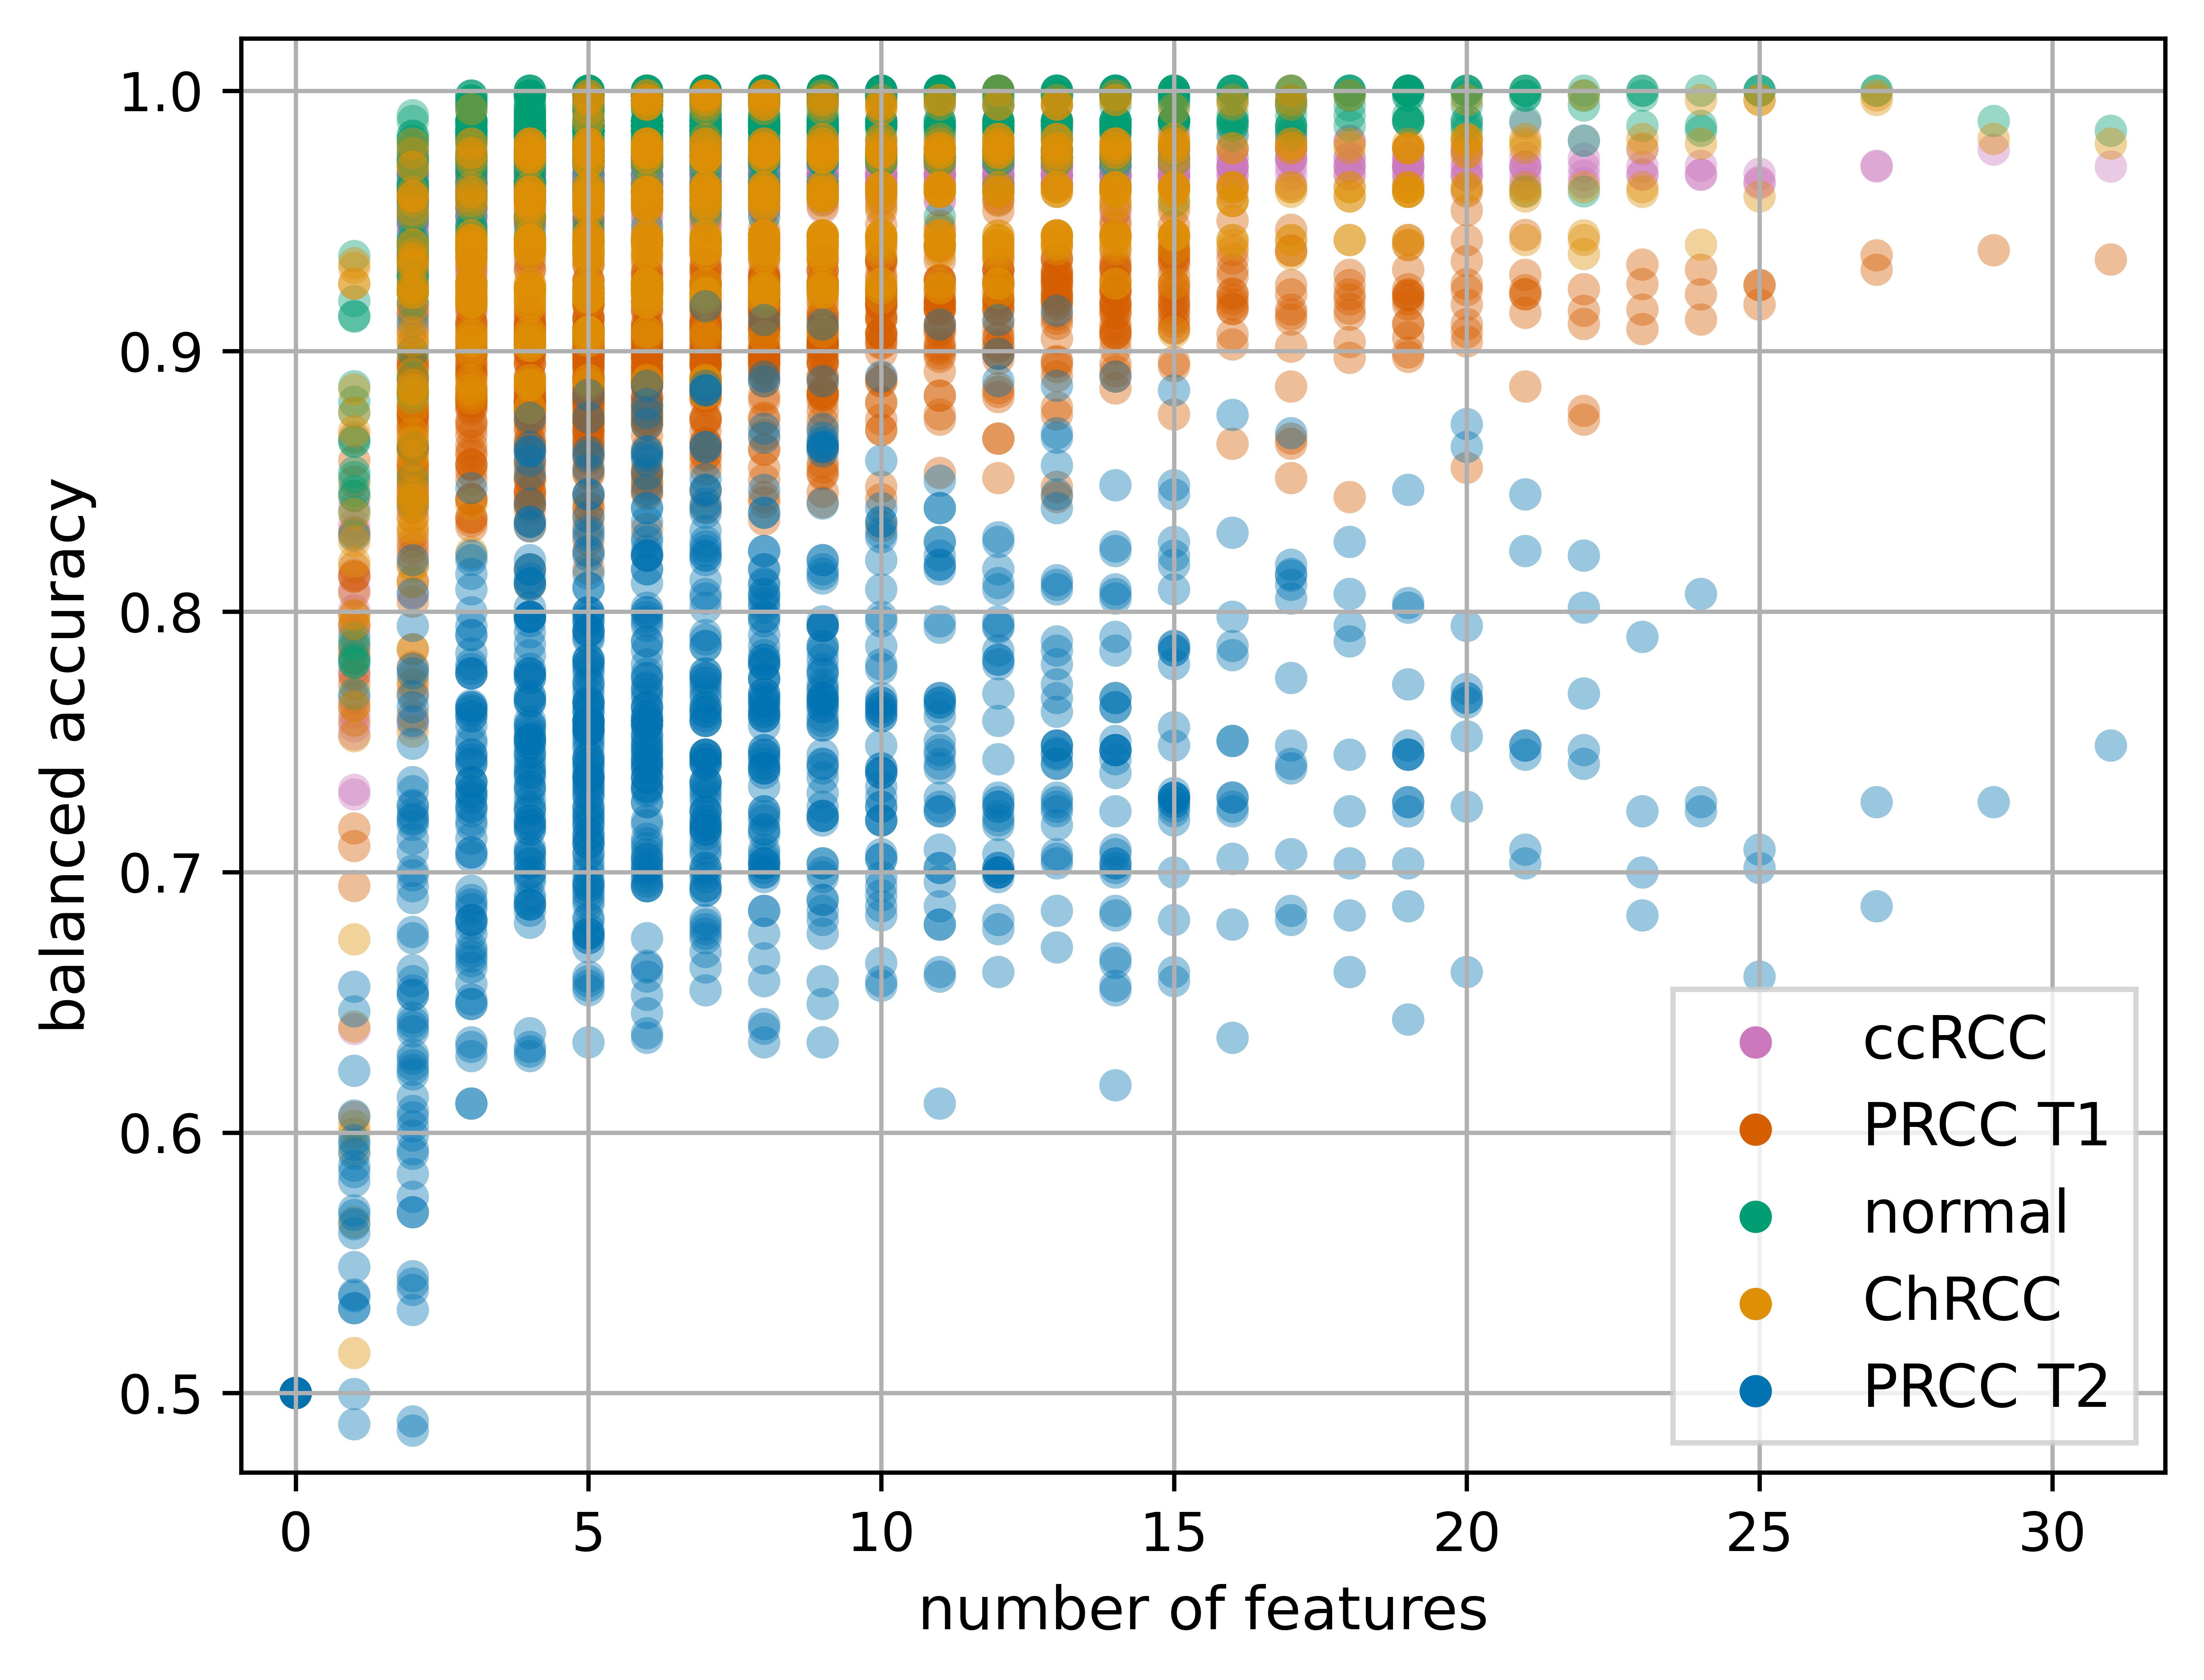 1.0
0.9
0.8
0.7
0.6
0.5
balanced accuracy
ccRCC
PRCC T1
normal
ChRCC
PRCC T2
0 5 10 15 20 25 30
number of features